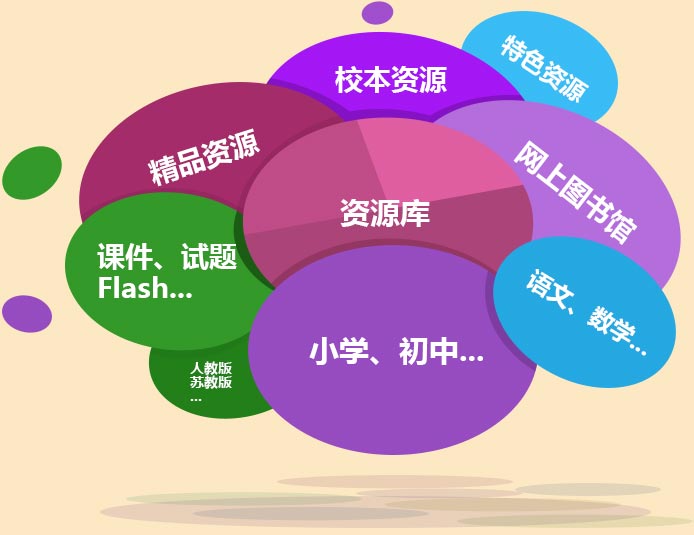 特色资源
校本资源
精品资源
网上图书馆
资源库
课件、试题
Flash...
语文、数学...
小学、初中...
人教版
苏教版
...